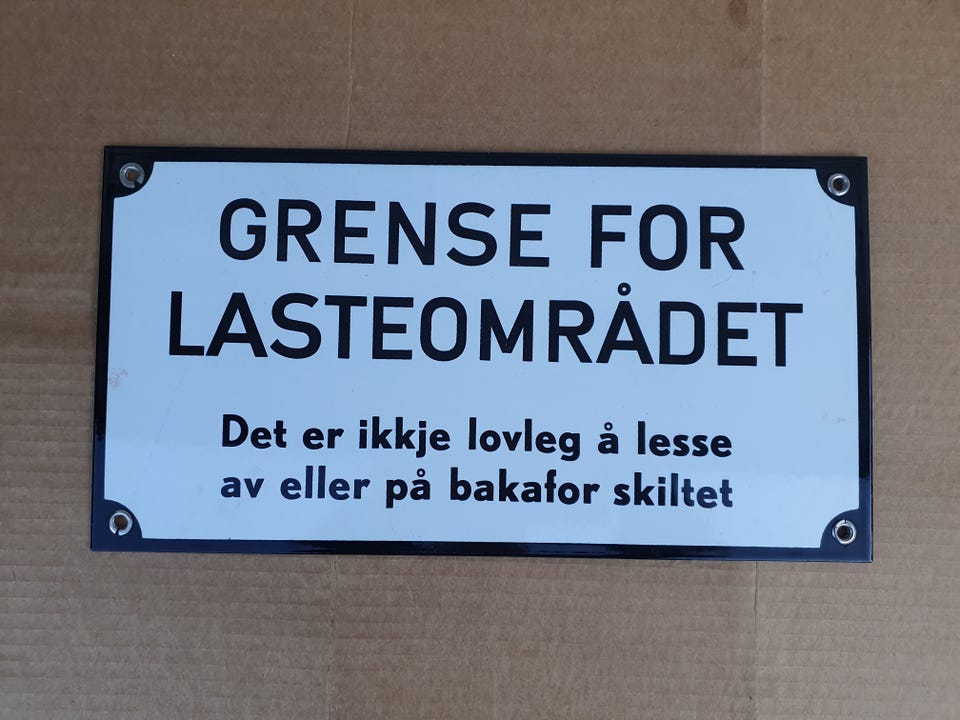 GRENSE FOR
LASTEOMRÅDET
Det er ikkje lovleg å lesse
av eller på bakafor skiltet